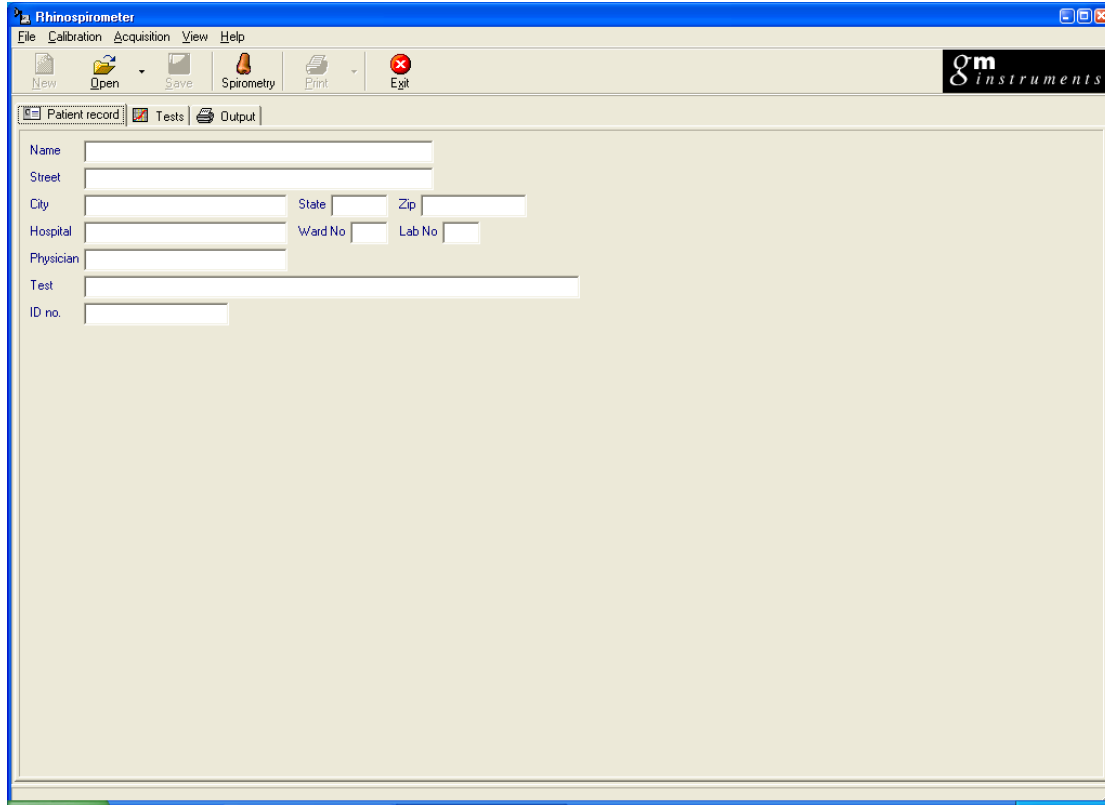 Rhinospirometer
File Calibration Acquisition View Help
New Open Save Spirometry Print Exit
gm instruments
Patient record Tests Output
Name
Street
City State Zip
Hospital Ward No Lab No
Physician
Test
ID no.